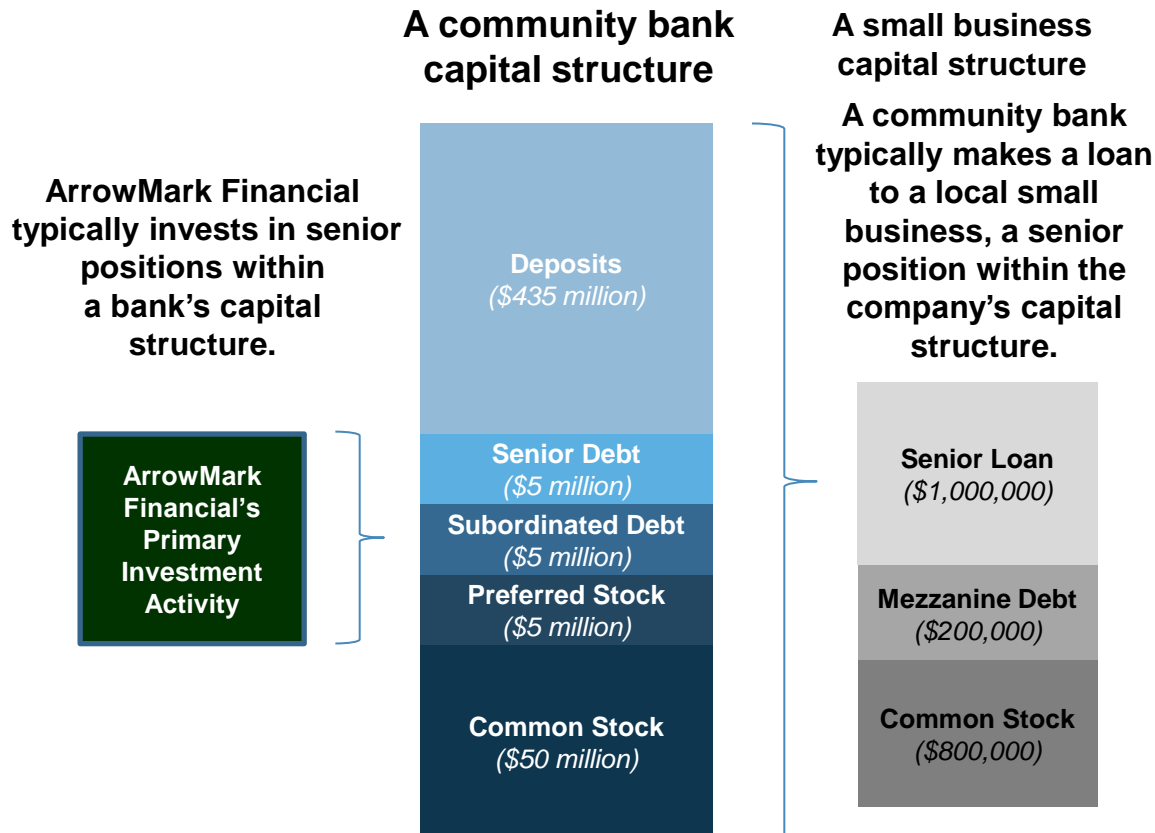 A community bank
capital structure
A small business
capital structure
A community bank
typically makes a loan
to a local small
business, a senior
position within the
company’s capital
structure.
ArrowMark Financial
typically invests in senior
positions within
a bank’s capital
structure.
ArrowMark
Financial’s
Primary
Investment
Activity
Deposits
($435 million)
Senior Debt
($5 million)
Subordinated Debt
($5 million)
Preferred Stock
($5 million)
Common Stock
($50 million)
Senior Loan
($1,000,000)
Mezzanine Debt
($200,000)
Common Stock
($800,000)